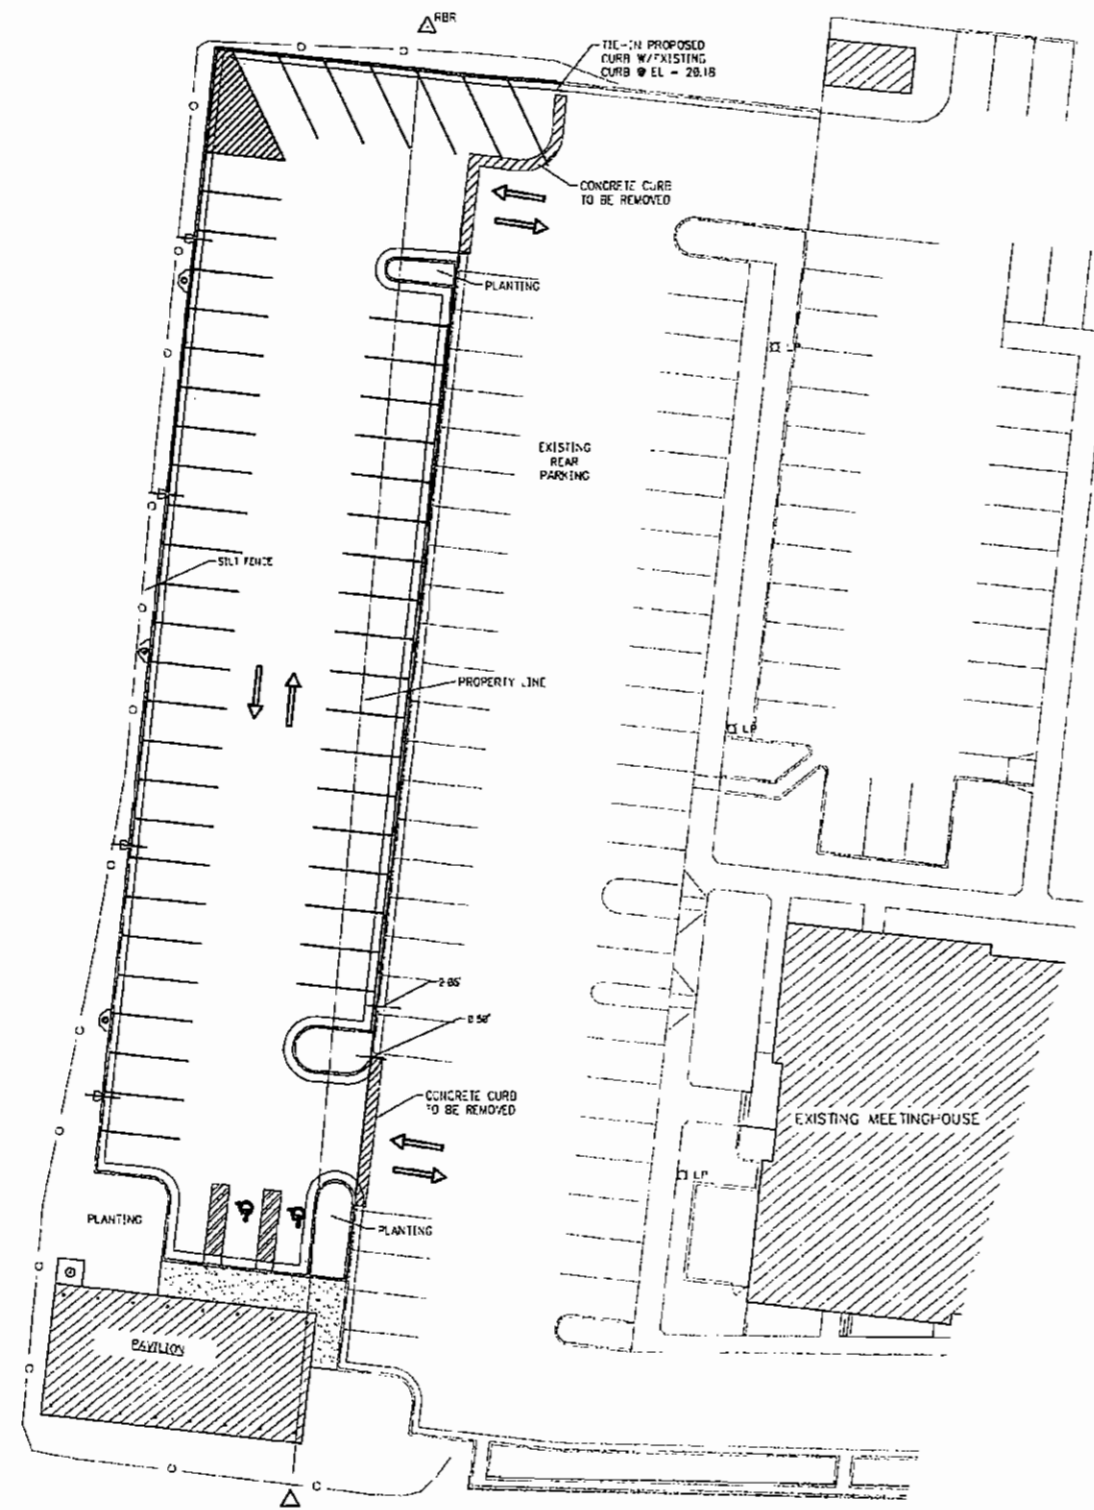 RBR
TIE-IN PROPOSED
CURB W/EXISTING
CURB @ EL = 20.18
CONCRETE CURB
TO BE REMOVED
PLANTING
LP
EXISTING
REAR
PARKING
SILT FENCE
PROPERTY LINE
LP
2.05'
0.50'
CONCRETE CURB
TO BE REMOVED
EXISTING MEETINGHOUSE
LP
PLANTING
PLANTING
PAVILION